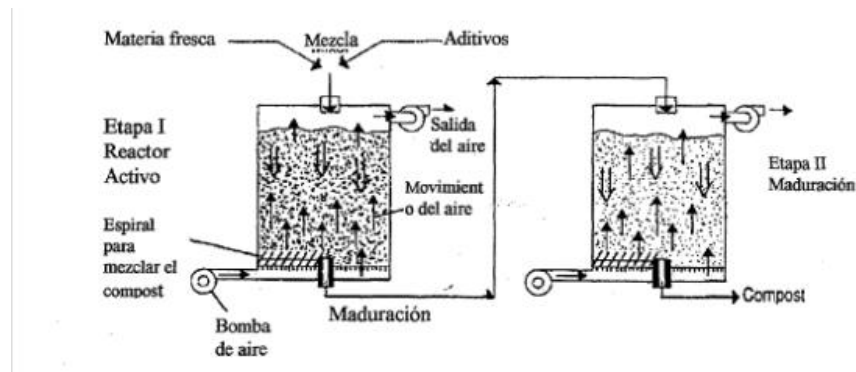 Materia fresca
Mezcla
Aditivos
Etapa I
Reactor
Activo
Salida
del aire
Movimient
o del aire
Espiral
para
mezclar el
compost
Bomba
de aire
Maduración
Etapa II
Maduración
Compost